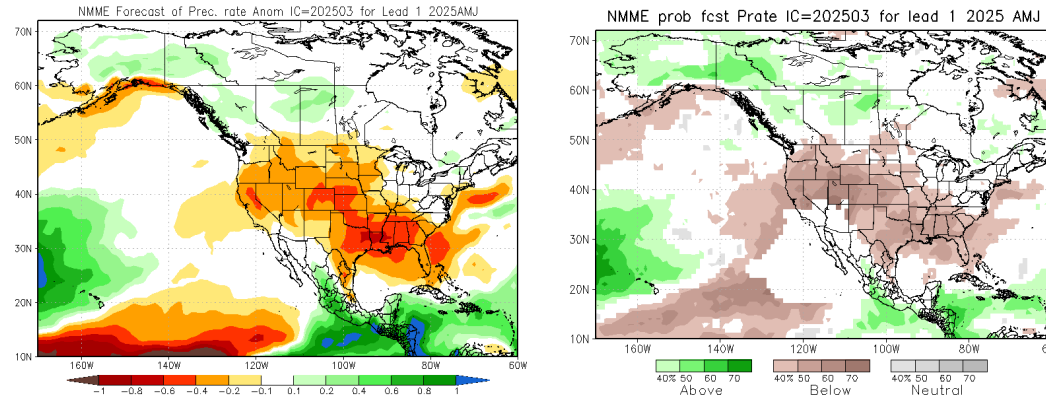 NMME Forecast of Prec. rate Anom IC=202503 for Lead 1 2025AMJ
70N
60N
50N
40N
30N
20N
10N
160W 140W 120W 100W 80W 60W
-1 -0.8 -0.6 -0.4 -0.2 -0.1 0.1 0.2 0.4 0.6 0.8 1
NMME prob fcst Prate IC=202503 for lead 1 2025 AMJ
70N
60N
50N
40N
30N
20N
10N
160W 140W 120W 100W 80W 60
40% 50 60 70 40% 50 60 70 40% 50 60 70
Above Below Neutral